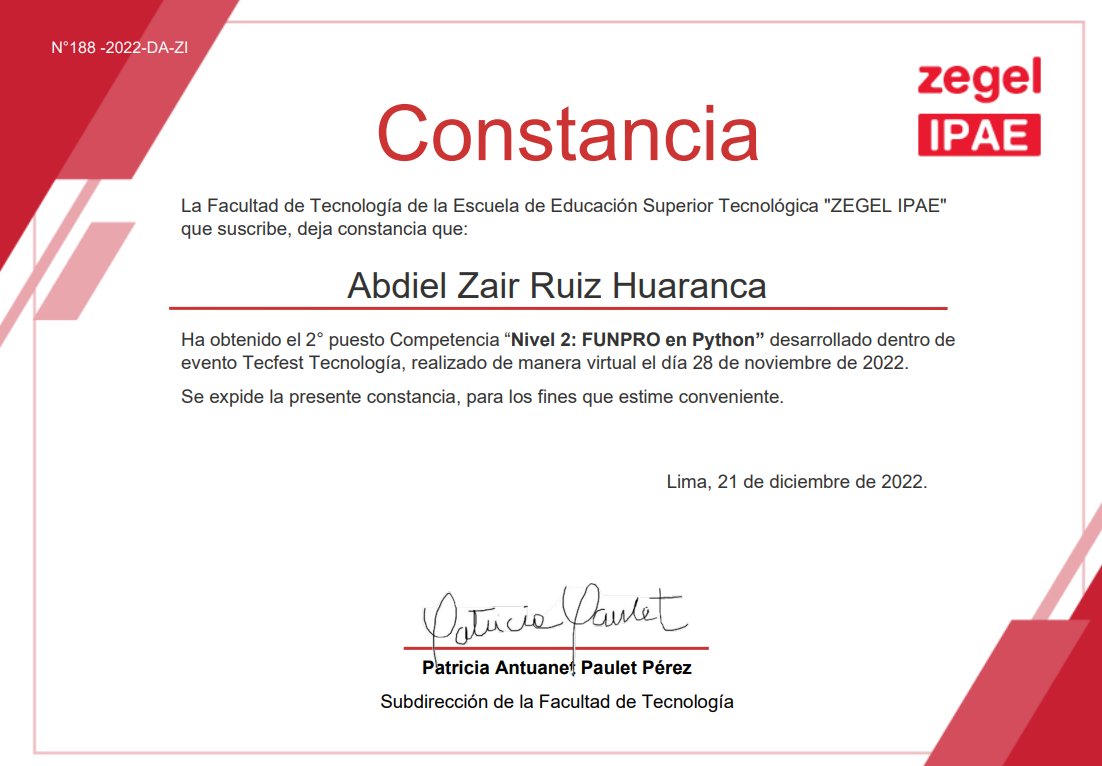 N°188 -2022-DA-ZI
zegel
IPAE
Constancia
La Facultad de Tecnología de la Escuela de Educación Superior Tecnológica "ZEGEL IPAE"
que suscribe, deja constancia que:
Abdiel Zair Ruiz Huaranca
Ha obtenido el 2° puesto Competencia “Nivel 2: FUNPRO en Python” desarrollado dentro de
evento Tecfest Tecnología, realizado de manera virtual el día 28 de noviembre de 2022.
Se expide la presente constancia, para los fines que estime conveniente.
Lima, 21 de diciembre de 2022.
Patricia Paulet
Patricia Antuanet Paulet Pérez
Subdirección de la Facultad de Tecnología